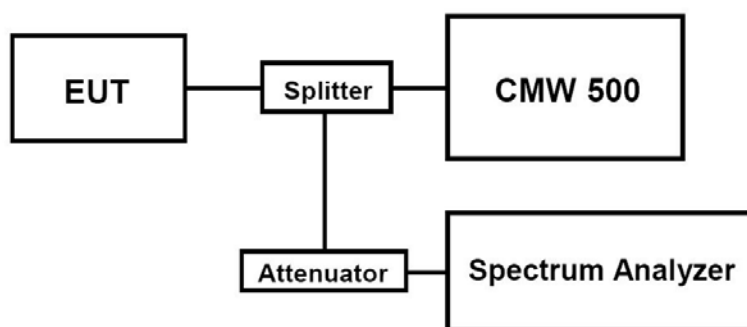 EUT
Splitter
CMW 500
Attenuator
Spectrum Analyzer